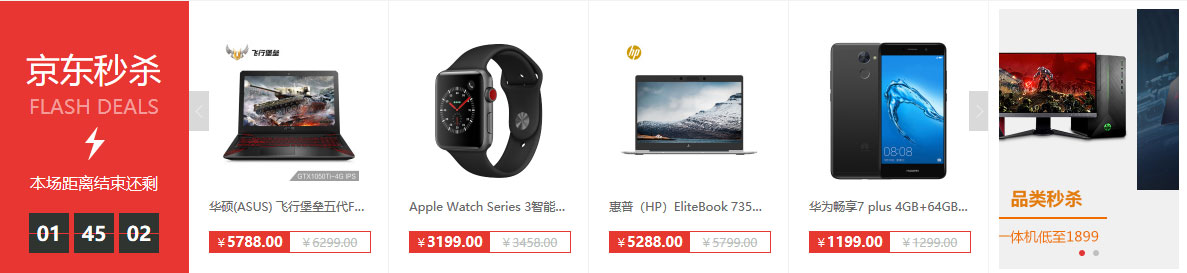 京东秒杀
FLASH DEALS
本场距离结束还剩
01 45 02
飞行堡垒
GTX1050Ti-4G IPS
华硕(ASUS) 飞行堡垒五代F...
¥5788.00 ¥6299.00
Apple Watch Series 3智能...
¥3199.00 ¥3458.00
hp
惠普（HP）EliteBook 735...
¥5288.00 ¥5799.00
08:08
HUAWEI
华为畅享7 plus 4GB+64GB...
¥1199.00 ¥1299.00
品类秒杀
一体机低至1899